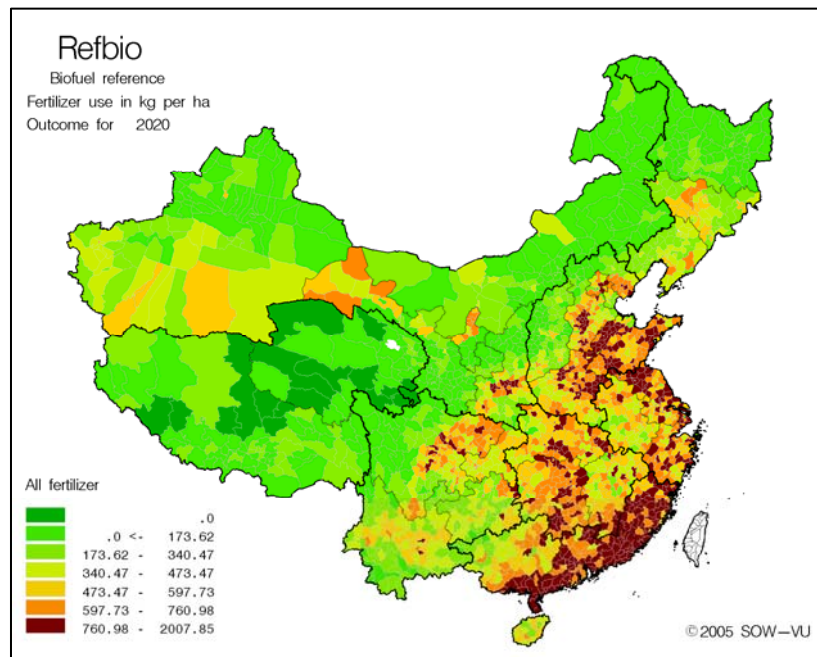 Refbio
Biofuel reference
Fertilizer use in kg per ha
Outcome for 2020
All fertilizer
.0
.0 <- 173.62
173.62 - 340.47
340.47 - 473.47
473.47 - 597.73
597.73 - 760.98
760.98 - 2007.85
©2005 SOW-VU